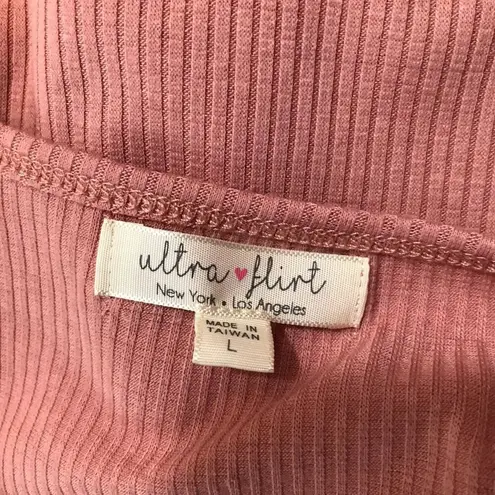 ultra ♥ flirt
New York • Los Angeles
MADE IN
TAIWAN
L